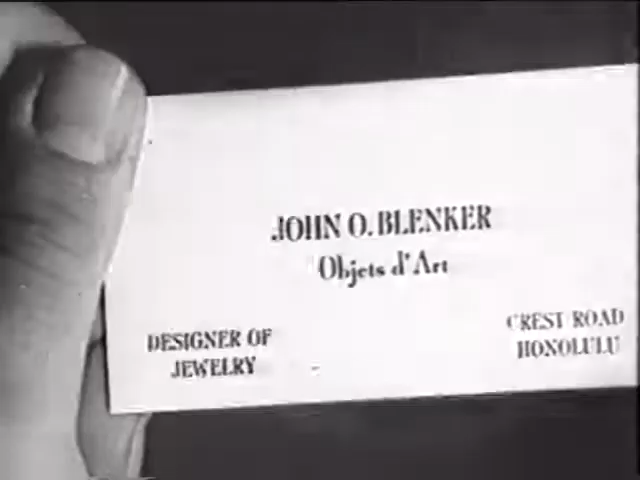 JOHN O. BLENKER
Objets d'Art
DESIGNER OF
JEWELRY
CREST ROAD
HONOLULU